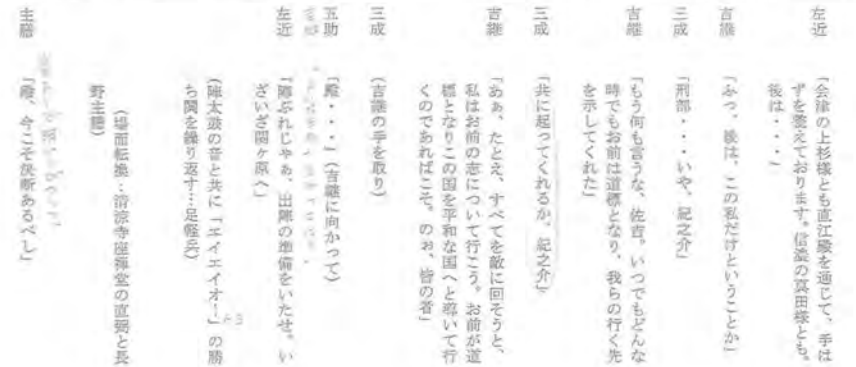 左近 「会津の上杉様とも直江殿を通じて、手は
ずを整えております。信濃の真田様とも。
後は・・・」
吉継 「ふっ、後は、この私だけということか」
三成 「刑部・・・いや、紀之介」
吉継 「もう何も言うな、佐吉。いつでもどんな
時でもお前は道標となり、我らの行く先
を示してくれた」
三成 「共に起ってくれるか、紀之介」
吉継 「あぁ、たとえ、すべてを敵に回そうと、
私はお前の志について行こう。お前が道
標となりこの国を平和な国へと導いて行
くのであればこそ。のぉ、皆の者」
三成 (吉継の手を取り)
五助 「殿・・・」(吉継に向かって)
左近 「陣ぶれじゃぁ、出陣の準備をいたせ。い
ざいざ関ヶ原へ」
(陣太鼓の音と共に「エイエイオー!」の勝
ち鬨を繰り返す…足軽兵)
(場面転換:清涼寺座禅堂の直弼と長
野主膳)
主膳 「殿、今こそ決断あるべし」